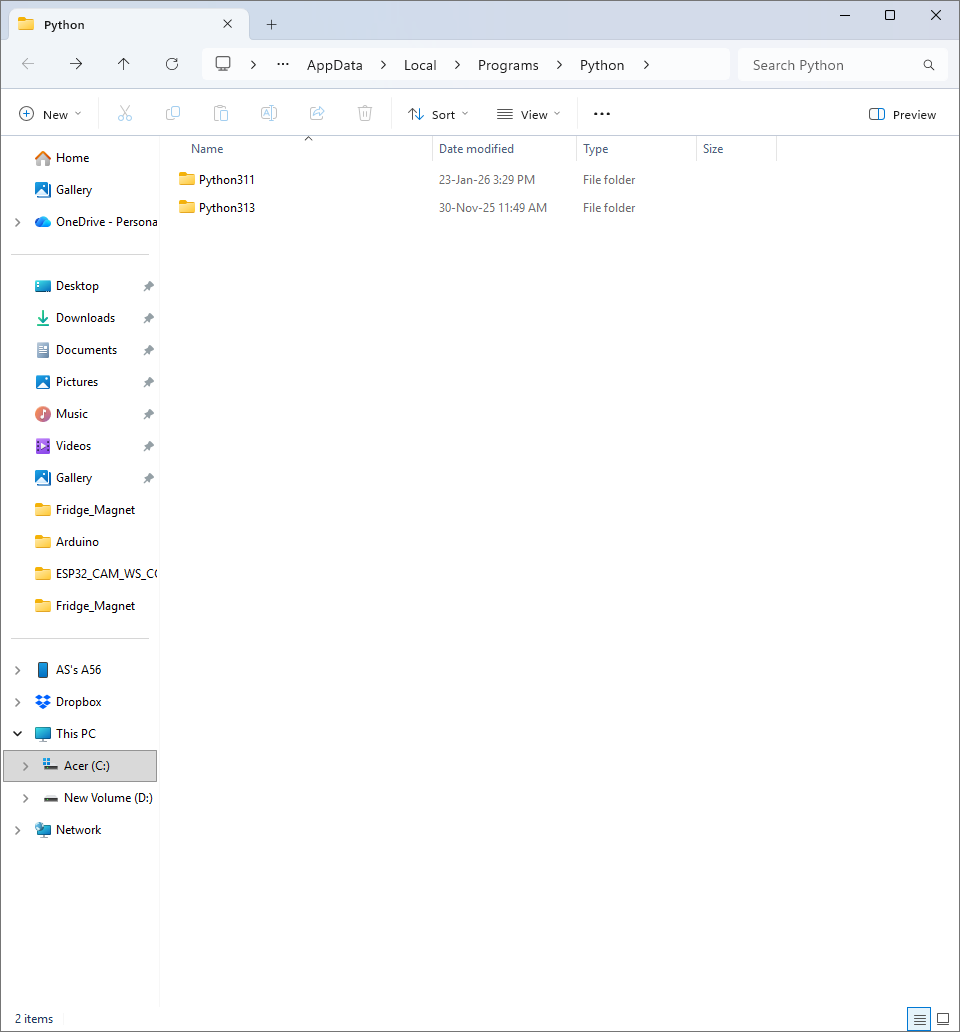 Python
AppData Local Programs Python
Search Python
New
Sort
View
Preview
Name Date modified Type Size
Python311 23-Jan-26 3:29 PM File folder
Python313 30-Nov-25 11:49 AM File folder
Home
Gallery
OneDrive - Persona
Desktop
Downloads
Documents
Pictures
Music
Videos
Gallery
Fridge_Magnet
Arduino
ESP32_CAM_WS_CO
Fridge_Magnet
AS's A56
Dropbox
This PC
Acer (C:)
New Volume (D:)
Network
2 items